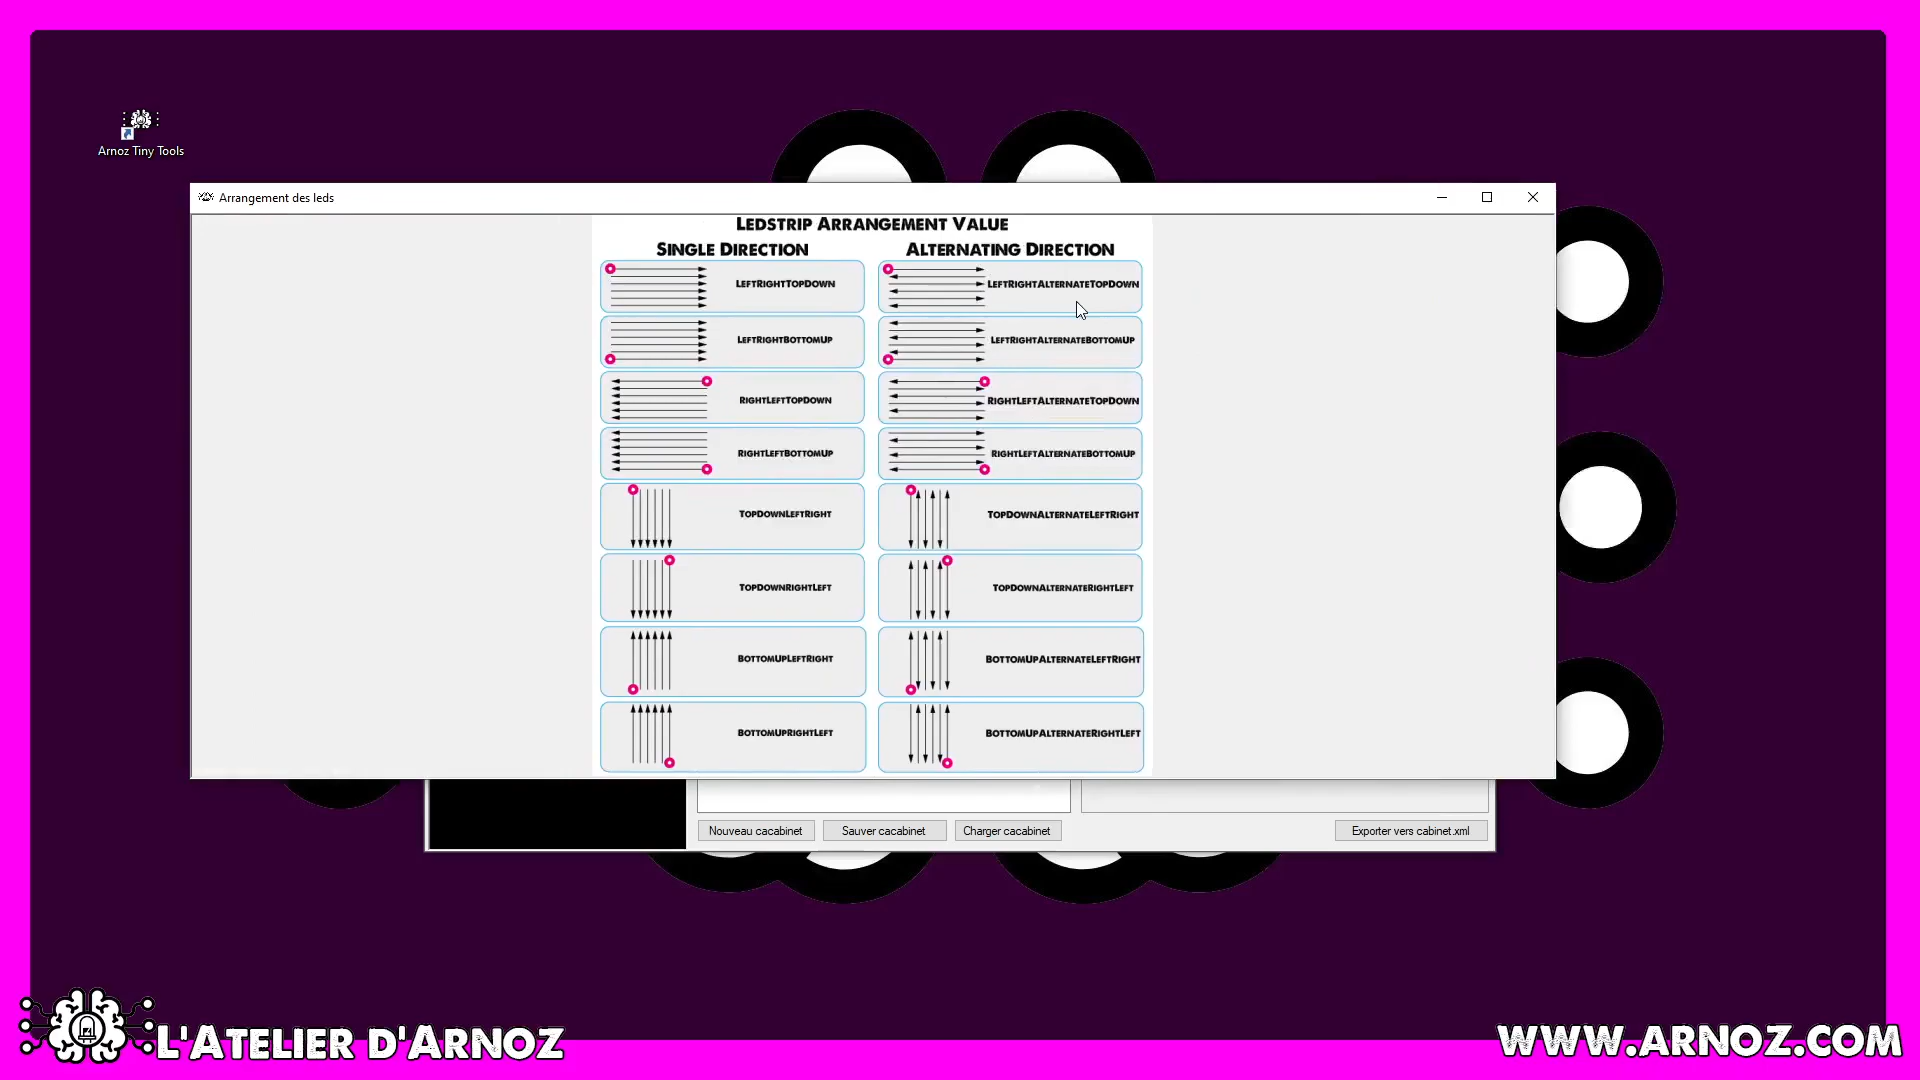 Arnoz Tiny Tools
Arrangement des leds
LEDSTRIP ARRANGEMENT VALUE
SINGLE DIRECTION
ALTERNATING DIRECTION
LEFTRIGHTTOPDOWN
LEFTRIGHTALTERNATETOPDOWN
LEFTRIGHTBOTTOMUP
LEFTRIGHTALTERNATEBOTTOMUP
RIGHTLEFTTOPDOWN
RIGHTLEFTALTERNATETOPDOWN
RIGHTLEFTBOTTOMUP
RIGHTLEFTALTERNATEBOTTOMUP
TOPDOWNLEFTRIGHT
TOPDOWNALTERNATELEFTRIGHT
TOPDOWNRIGHTLEFT
TOPDOWNALTERNATERIGHTLEFT
BOTTOMUPLEFTRIGHT
BOTTOMUPALTERNATELEFTRIGHT
BOTTOMUPRIGHTLEFT
BOTTOMUPALTERNATERIGHTLEFT
Nouveau cacabinet
Sauver cacabinet
Charger cacabinet
Exporter vers cabinet.xml
L'ATELIER D'ARNOZ
WWW.ARNOZ.COM